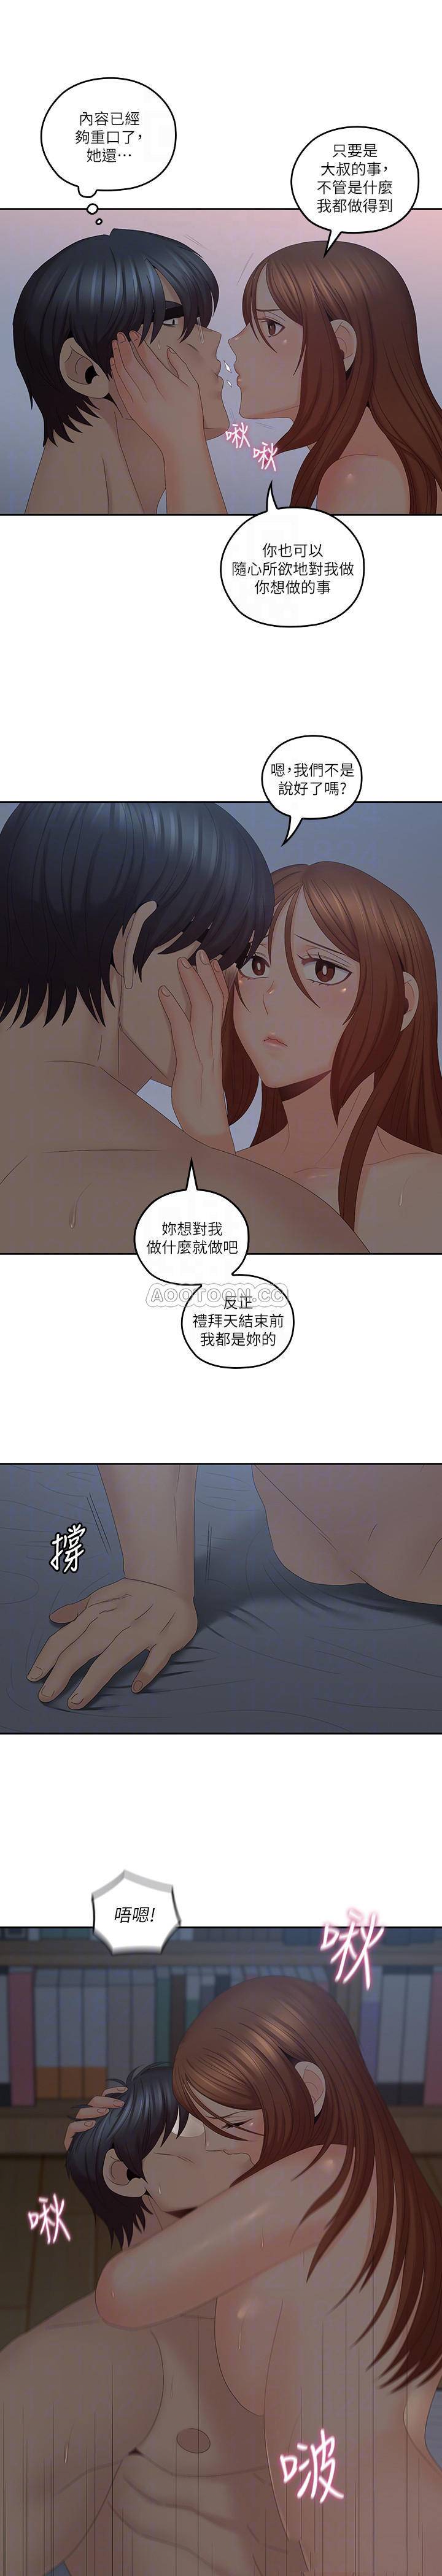 內容已經
夠重口了，
她還…
只要是
大叔的事，
不管是什麼
我都做得到
啾
啾
你也可以
隨心所欲地對我做
你想做的事
嗯，我們不是
說好了嗎？
妳想對我
做什麼就做吧
AOOTOON.CC
反正
禮拜天結束前
我都是妳的
撐
唔嗯！
啾
啾
啵